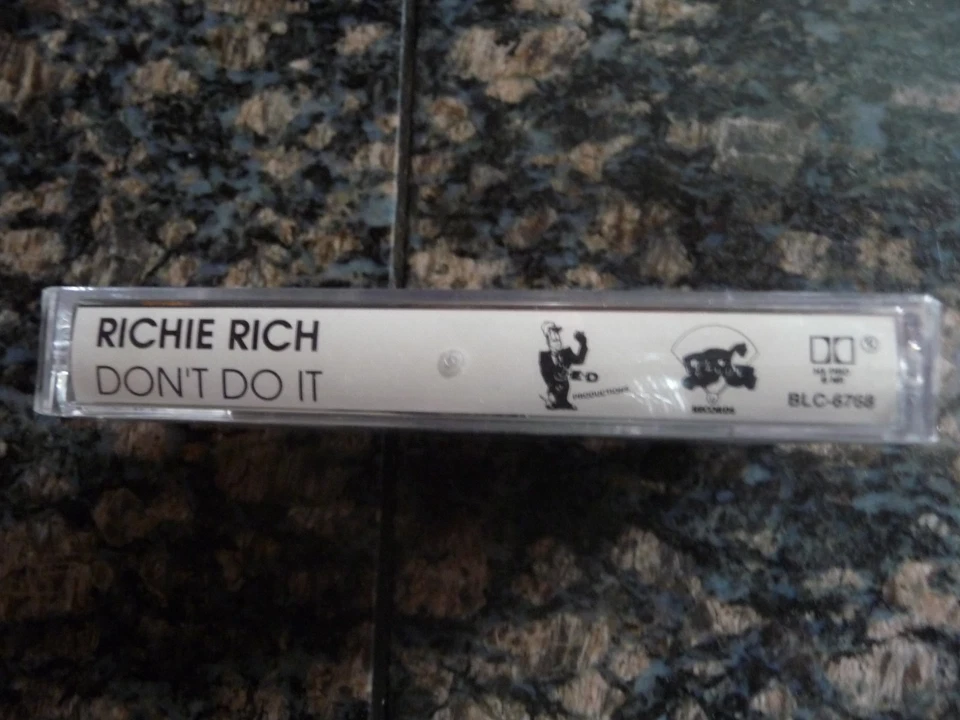 RICHIE RICH
DON'T DO IT
PRODUCTIONS
RECORDS
BLC-6768